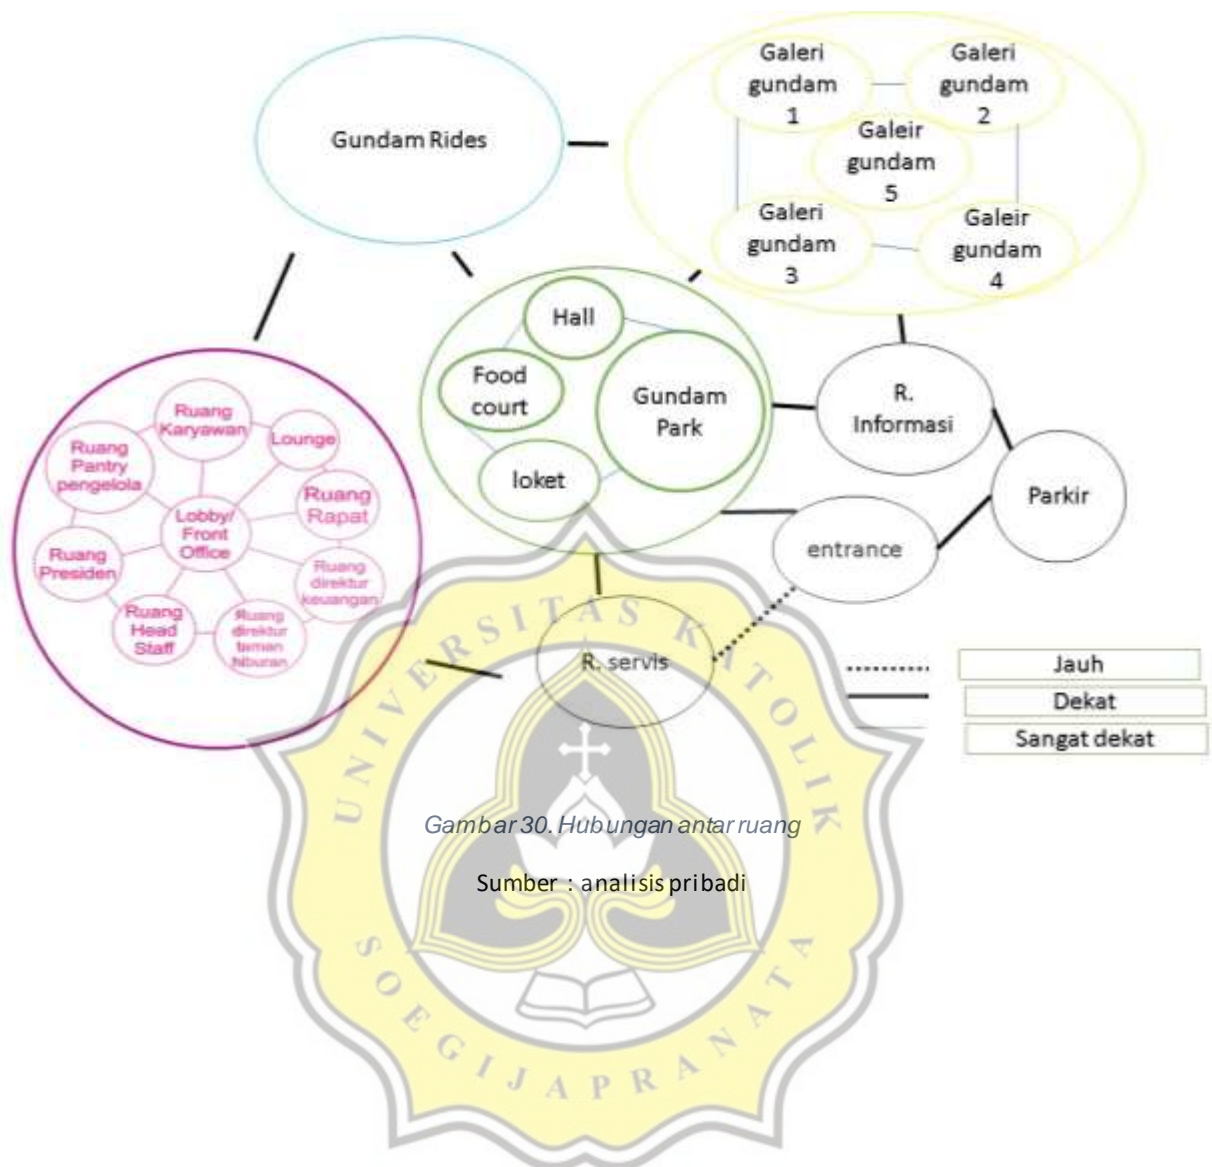 Gundam Rides
Galeri
gundam
1
Galeri
gundam
2
Galeir
gundam
5
Galeri
gundam
3
Galeir
gundam
4
Hall
Food
court
Gundam
Park
loket
R.
Informasi
Parkir
entrance
R. servis
Ruang
Karyawan
Lounge
Ruang
Pantry
pengelola
Ruang
Rapat
Lobby/
Front
Office
Ruang
Presiden
Ruang
direktur
keuangan
Ruang
Head
Staff
Ruang
direktur
taman
hiburan
Jauh
Dekat
Sangat dekat
Gambar 30. Hubungan antar ruang
Sumber : analisis pribadi
UNIVERSITAS KATOLIK
SOEGIJAPRANATA